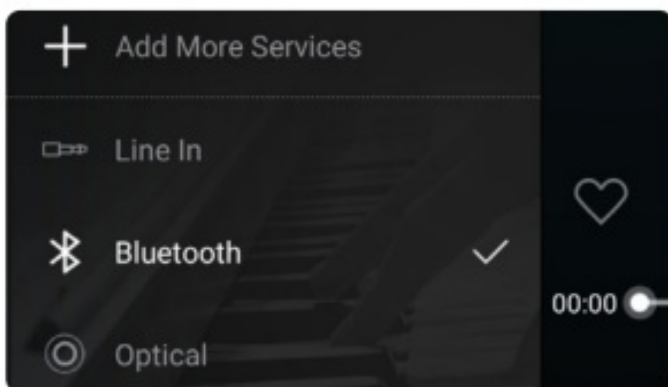 Add More Services
Line In
Bluetooth
00:00
Optical